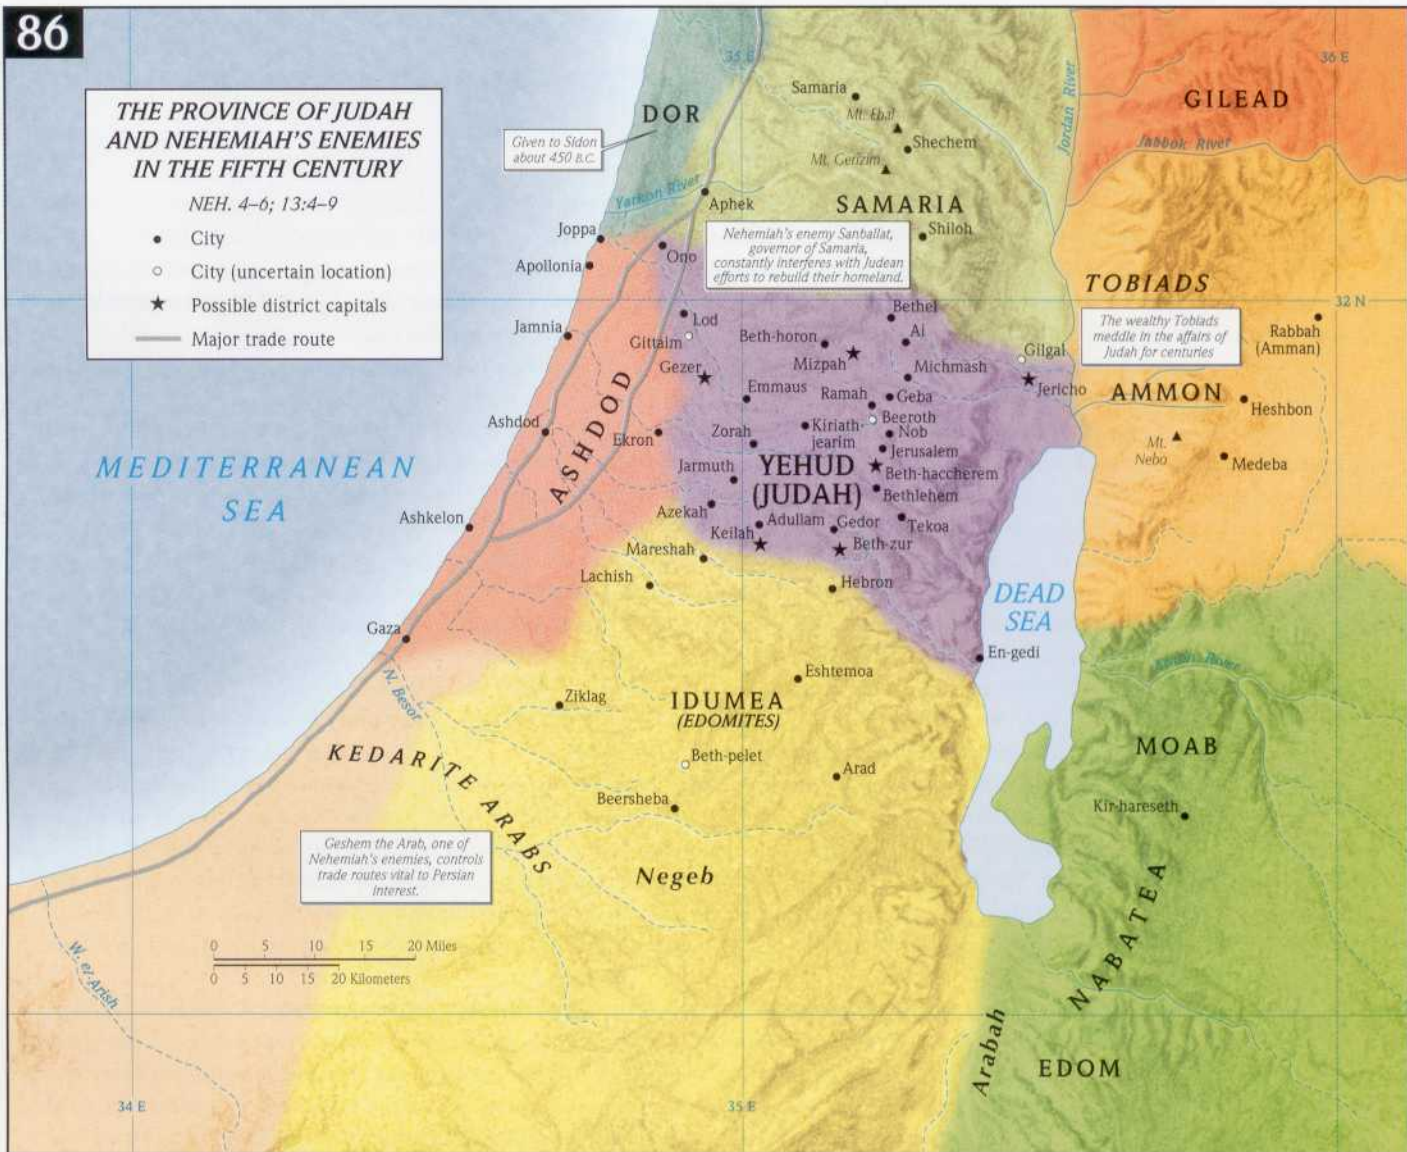 86
THE PROVINCE OF JUDAH
AND NEHEMIAH'S ENEMIES
IN THE FIFTH CENTURY
NEH. 4–6; 13:4–9
City
City (uncertain location)
Possible district capitals
Major trade route
35 E
36 E
DOR
Given to Sidon
about 450 B.C.
Samaria
Mt. Ebal
Shechem
Mt. Gerizim
SAMARIA
Shiloh
Jordan River
GILEAD
Jabbok River
Yarkon River
Aphek
Joppa
Ono
Apollonia
Nehemiah's enemy Sanballat,
governor of Samaria,
constantly interferes with Judean
efforts to rebuild their homeland.
TOBIADS
32 N
The wealthy Tobiads
meddle in the affairs of
Judah for centuries
Rabbah
(Amman)
Jamnia
Lod
Gittaim
Gezer
Beth-horon
Mizpah
Bethel
Ai
Michmash
Gilgal
Jericho
AMMON
Heshbon
Emmaus
Ramah
Geba
Beeroth
Nob
Kiriath-
jearim
Zorah
Jerusalem
Ashdod
Ekron
ASHDOD
Mt.
Nebo
Medeba
MEDITERRANEAN
SEA
Jarmuth
YEHUD
(JUDAH)
Beth-haccherem
Bethlehem
Azekah
Adullam
Gedor
Tekoa
Keilah
Beth-zur
Ashkelon
Mareshah
Lachish
Hebron
DEAD
SEA
Gaza
En-gedi
Arnon River
N. Besor
Eshtemoa
Ziklag
IDUMEA
(EDOMITES)
MOAB
KEDARITE ARABS
Beth-pelet
Arad
Beersheba
Kir-hareseth
Geshem the Arab, one of
Nehemiah's enemies, controls
trade routes vital to Persian
interest.
Negeb
NABATEA
0 5 10 15 20 Miles
0 5 10 15 20 Kilometers
W. el-Arish
Arabah
EDOM
34 E
35 E